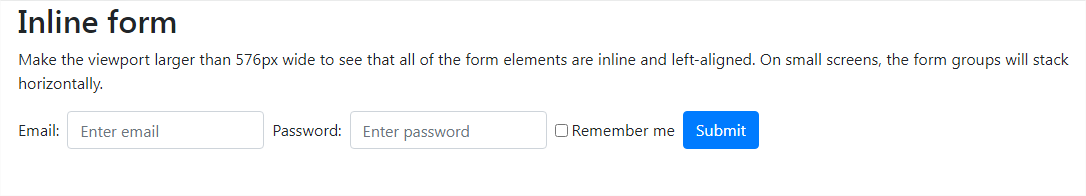 Inline form
Make the viewport larger than 576px wide to see that all of the form elements are inline and left-aligned. On small screens, the form groups will stack
horizontally.
Email: Enter email Password: Enter password Remember me Submit